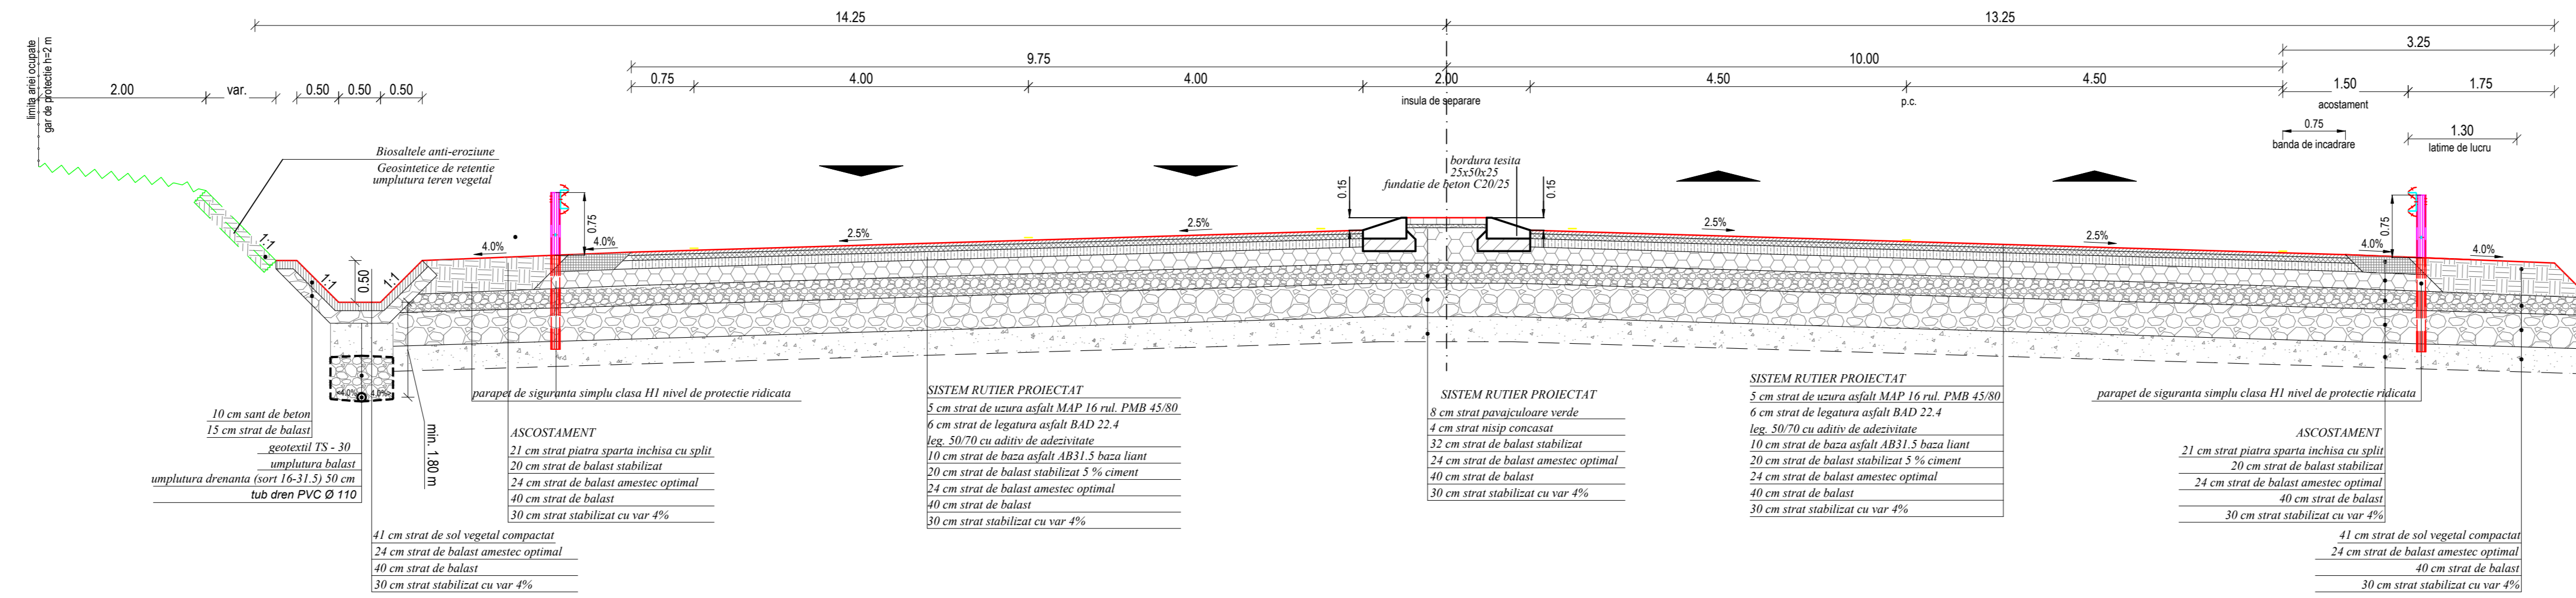 14.25
13.25
3.25
9.75
10.00
0.75
4.00
4.00
2.00
4.50
4.50
insula de separare
p.c.
1.50
1.75
acostament
0.75
banda de incadrare
1.30
latime de lucru
limita ariei ocupate
gar de protectie h=2 m
2.00
var.
0.50
0.50
0.50
Biosaltele anti-eroziune
Geosintetice de retentie
umplutura teren vegetal
bordura tesita
25x50x25
fundatie de beton C20/25
0.15
0.15
0.75
0.75
1:1
1:1
1:1
0.50
4.0%
4.0%
2.5%
2.5%
2.5%
2.5%
4.0%
4.0%
4.0%
4.0%
min. 1.80 m
10 cm sant de beton
15 cm strat de balast
geotextil TS - 30
umplutura balast
umplutura drenanta (sort 16-31.5) 50 cm
tub dren PVC Ø 110
41 cm strat de sol vegetal compactat
24 cm strat de balast amestec optimal
40 cm strat de balast
30 cm strat stabilizat cu var 4%
parapet de siguranta simplu clasa H1 nivel de protectie ridicata
ASCOSTAMENT
21 cm strat piatra sparta inchisa cu split
20 cm strat de balast stabilizat
24 cm strat de balast amestec optimal
40 cm strat de balast
30 cm strat stabilizat cu var 4%
SISTEM RUTIER PROIECTAT
5 cm strat de uzura asfalt MAP 16 rul. PMB 45/80
6 cm strat de legatura asfalt BAD 22.4
leg. 50/70 cu aditiv de adezivitate
10 cm strat de baza asfalt AB31.5 baza liant
20 cm strat de balast stabilizat 5 % ciment
24 cm strat de balast amestec optimal
40 cm strat de balast
30 cm strat stabilizat cu var 4%
SISTEM RUTIER PROIECTAT
8 cm strat pavajculoare verde
4 cm strat nisip concasat
32 cm strat de balast stabilizat
24 cm strat de balast amestec optimal
40 cm strat de balast
30 cm strat stabilizat cu var 4%
SISTEM RUTIER PROIECTAT
5 cm strat de uzura asfalt MAP 16 rul. PMB 45/80
6 cm strat de legatura asfalt BAD 22.4
leg. 50/70 cu aditiv de adezivitate
10 cm strat de baza asfalt AB31.5 baza liant
20 cm strat de balast stabilizat 5 % ciment
24 cm strat de balast amestec optimal
40 cm strat de balast
30 cm strat stabilizat cu var 4%
parapet de siguranta simplu clasa H1 nivel de protectie ridicata
ASCOSTAMENT
21 cm strat piatra sparta inchisa cu split
20 cm strat de balast stabilizat
24 cm strat de balast amestec optimal
40 cm strat de balast
30 cm strat stabilizat cu var 4%
41 cm strat de sol vegetal compactat
24 cm strat de balast amestec optimal
40 cm strat de balast
30 cm strat stabilizat cu var 4%